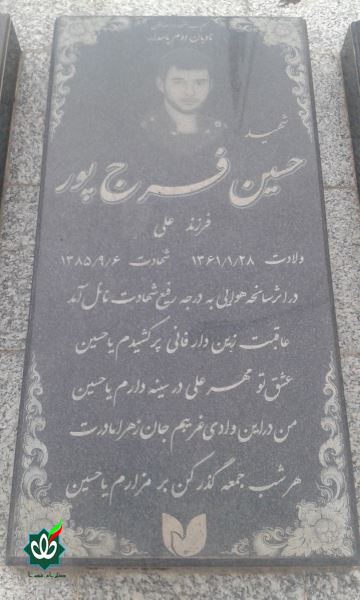 ناوبان دوم پاسدار
شهید
حسین فرج پور
فرزند علی
ولادت ۱۳۶۱/۱/۲۸ شهادت ۱۳۸۵/۹/۶
در اثر سانحه هوایی به درجه رفیع شهادت نائل آمد
عاقبت زین دار فانی پر کشیدم یا حسین
عشق تو مهر علی در سینه دارم یا حسین
من در این وادی غریبم جان زهرا مادرت
هر شب جمعه گذر کن بر مزارم یا حسین